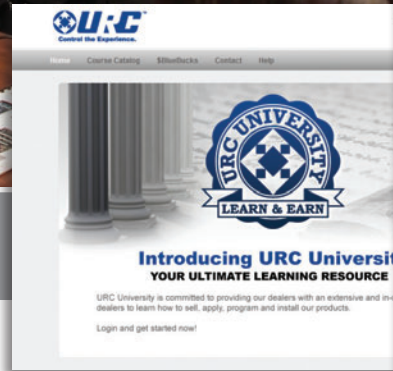 URC
Control the Experience.
Home Course Catalog $BlueBucks Contact Help
URC UNIVERSITY
LEARN & EARN
Introducing URC Universit
YOUR ULTIMATE LEARNING RESOURCE
URC University is committed to providing our dealers with an extensive and in-
dealers to learn how to sell, apply, program and install our products.
Login and get started now!